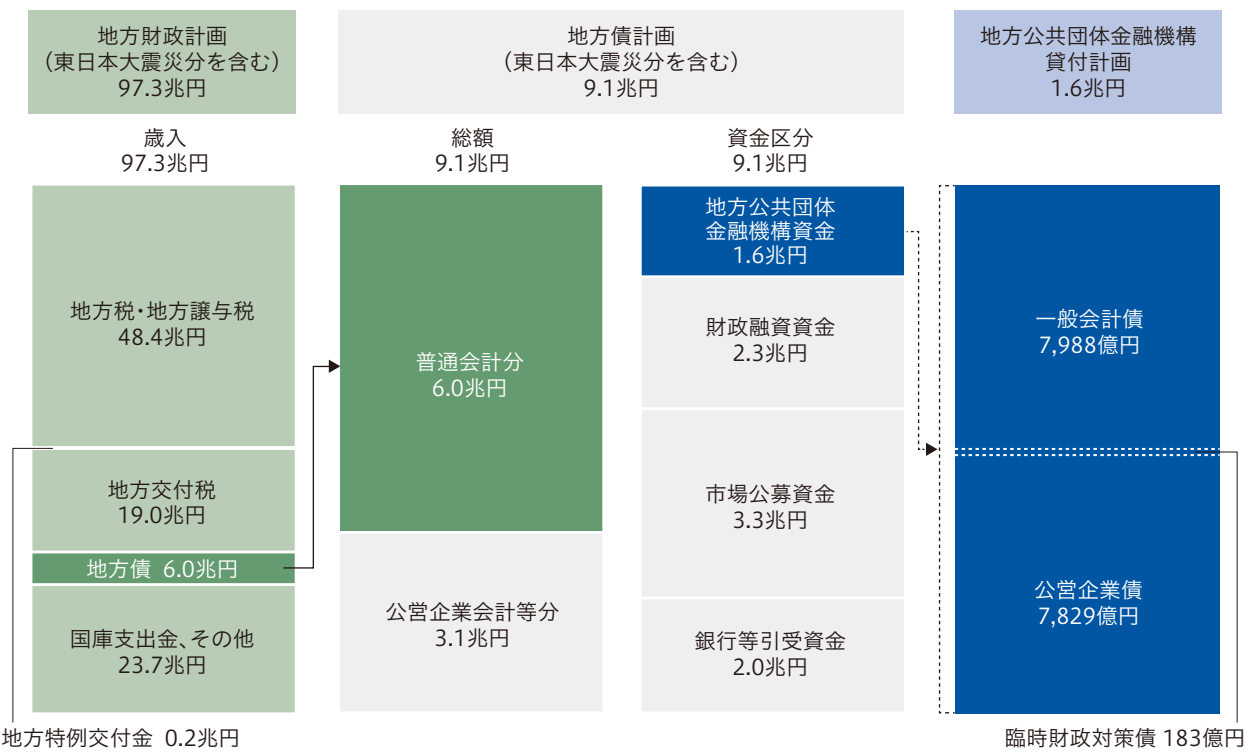 地方財政計画
（東日本大震災分を含む）
97.3兆円
地方債計画
（東日本大震災分を含む）
9.1兆円
地方公共団体金融機構
貸付計画
1.6兆円
歳入
97.3兆円
総額
9.1兆円
資金区分
9.1兆円
地方税・地方譲与税
48.4兆円
地方交付税
19.0兆円
地方債 6.0兆円
国庫支出金、その他
23.7兆円
地方特例交付金 0.2兆円
普通会計分
6.0兆円
公営企業会計等分
3.1兆円
地方公共団体
金融機構資金
1.6兆円
財政融資資金
2.3兆円
市場公募資金
3.3兆円
銀行等引受資金
2.0兆円
一般会計債
7,988億円
公営企業債
7,829億円
臨時財政対策債 183億円